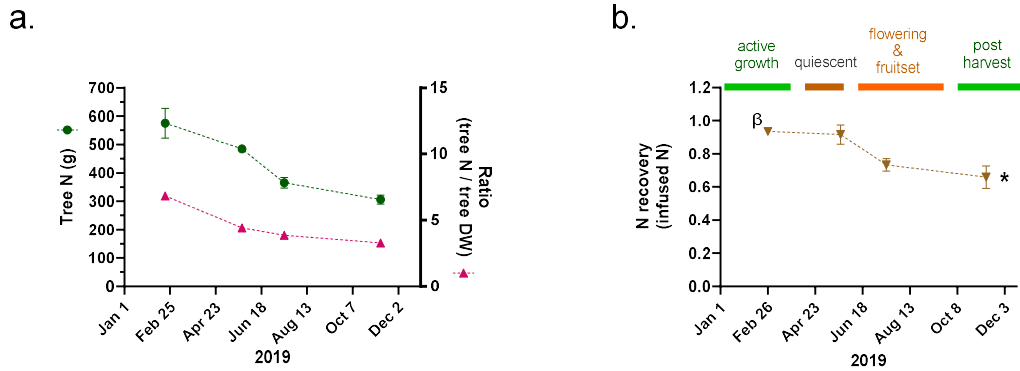 a.
700
600
500
400
300
200
100
0
Tree N (g)
15
10
5
0
Ratio
(tree N / tree DW)
Jan 1
Feb 25
Apr 23
Jun 18
Aug 13
Oct 7
Dec 2
2019
b.
active
growth
quiescent
flowering
&
fruitset
post
harvest
1.2
1.0
0.8
0.6
0.4
0.2
0.0
N recovery
(infused N)
β
*
Jan 1
Feb 26
Apr 23
Jun 18
Aug 13
Oct 8
Dec 3
2019